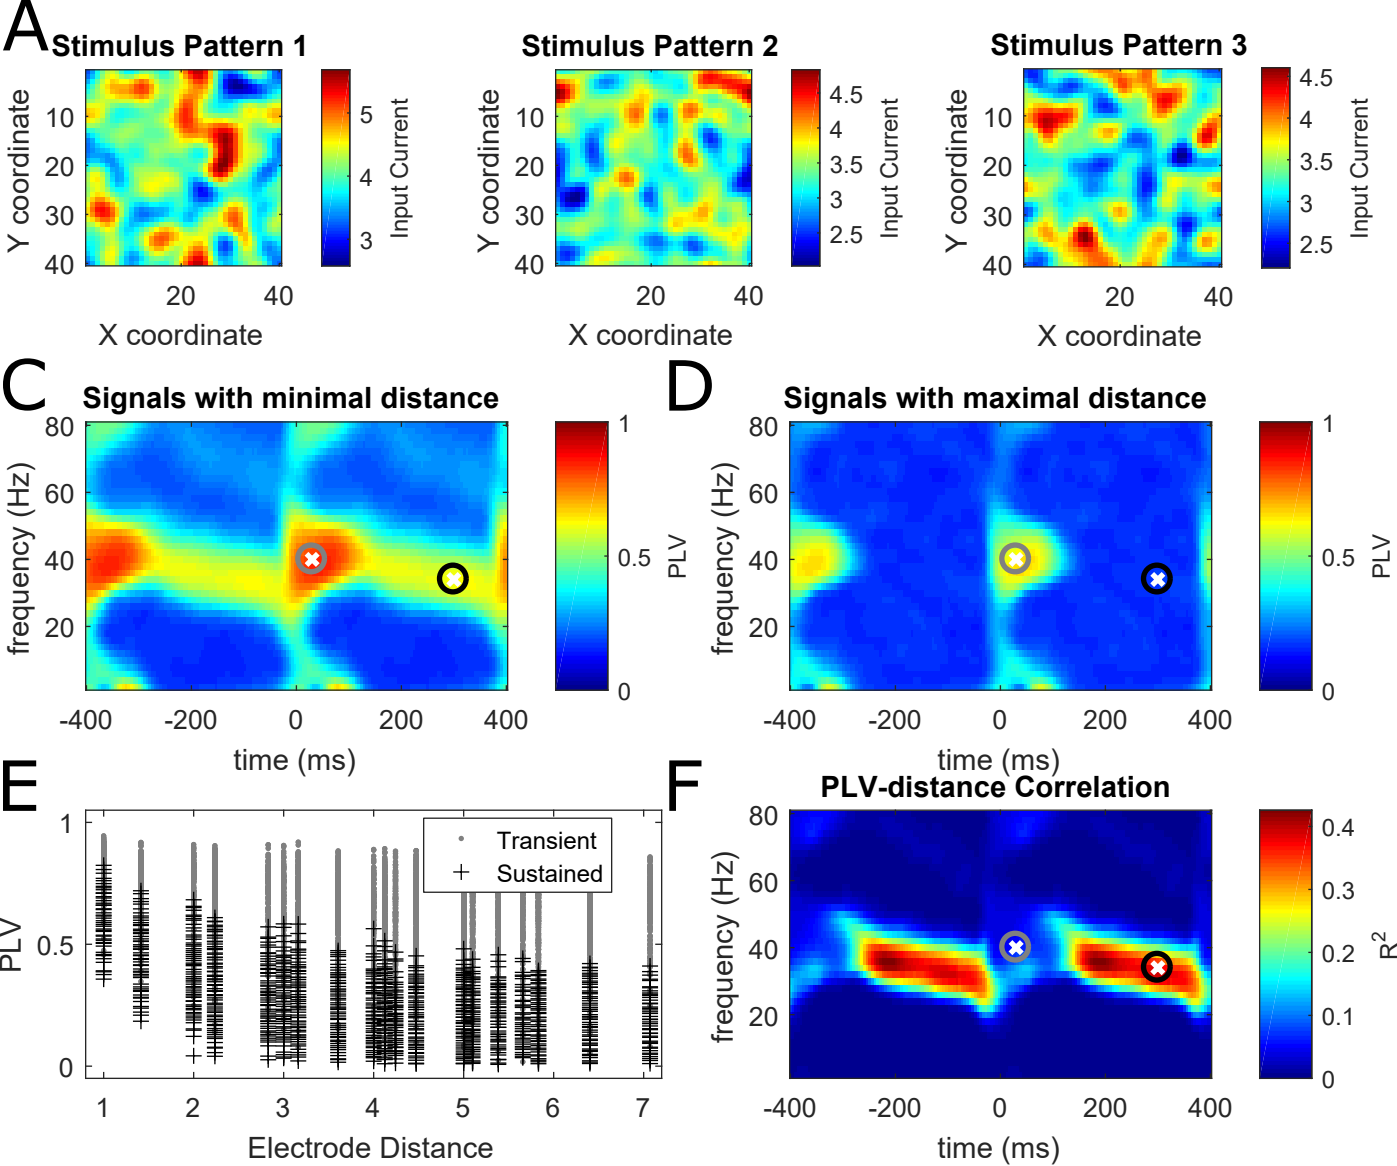 A
Stimulus Pattern 1
Stimulus Pattern 2
Stimulus Pattern 3
Y coordinate
10
20
30
40
20
40
X coordinate
5
4
3
Input Current
Y coordinate
10
20
30
40
20
40
X coordinate
4.5
4
3.5
3
2.5
Input Current
Y coordinate
10
20
30
40
20
40
X coordinate
4.5
4
3.5
3
2.5
Input Current
C
Signals with minimal distance
frequency (Hz)
80
60
40
20
-400
-200
0
200
400
time (ms)
1
0.5
0
PLV
D
Signals with maximal distance
frequency (Hz)
80
60
40
20
-400
-200
0
200
400
time (ms)
1
0.5
0
PLV
E
PLV
1
0.5
0
Transient
Sustained
1
2
3
4
5
6
7
Electrode Distance
F
PLV-distance Correlation
frequency (Hz)
80
60
40
20
-400
-200
0
200
400
time (ms)
0.4
0.3
0.2
0.1
0
R²